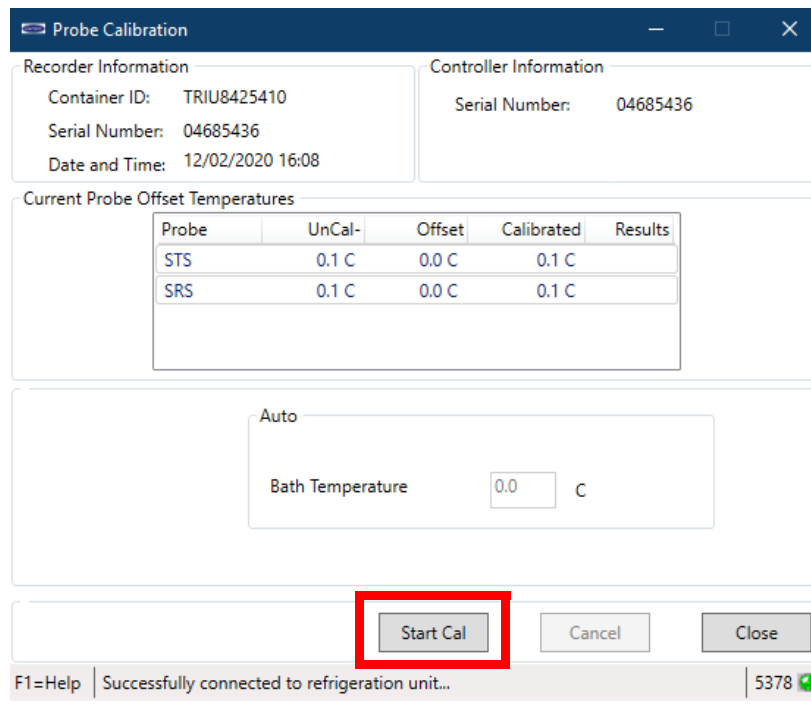 Probe Calibration
Recorder Information
Container ID: TRIU8425410
Serial Number: 04685436
Date and Time: 12/02/2020 16:08
Controller Information
Serial Number: 04685436
Current Probe Offset Temperatures
Probe UnCal- Offset Calibrated Results
STS 0.1 C 0.0 C 0.1 C
SRS 0.1 C 0.0 C 0.1 C
Auto
Bath Temperature 0.0 C
Start Cal Cancel Close
F1=Help Successfully connected to refrigeration unit... 5378